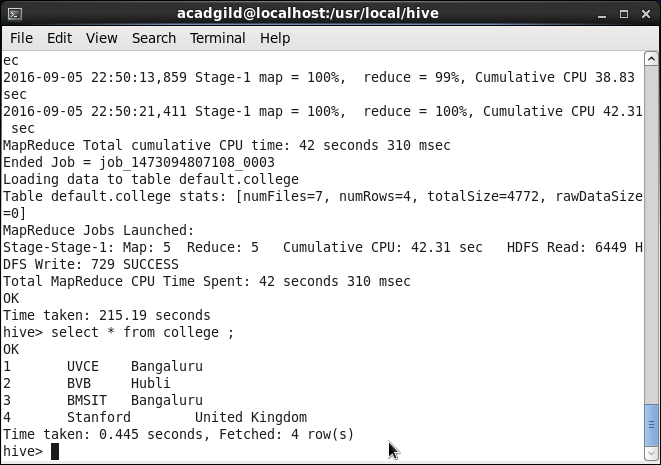 acadgild@localhost:/usr/local/hive
File Edit View Search Terminal Help
ec
2016-09-05 22:50:13,859 Stage-1 map = 100%,  reduce = 99%, Cumulative CPU 38.83
sec
2016-09-05 22:50:21,411 Stage-1 map = 100%,  reduce = 100%, Cumulative CPU 42.31
 sec
MapReduce Total cumulative CPU time: 42 seconds 310 msec
Ended Job = job_1473094807108_0003
Loading data to table default.college
Table default.college stats: [numFiles=7, numRows=4, totalSize=4772, rawDataSize
=0]
MapReduce Jobs Launched:
Stage-Stage-1: Map: 5  Reduce: 5   Cumulative CPU: 42.31 sec   HDFS Read: 6449 H
DFS Write: 729 SUCCESS
Total MapReduce CPU Time Spent: 42 seconds 310 msec
OK
Time taken: 215.19 seconds
hive> select * from college ;
OK
1       UVCE    Bangaluru
2       BVB     Hubli
3       BMSIT   Bangaluru
4       Stanford        United Kingdom
Time taken: 0.445 seconds, Fetched: 4 row(s)
hive>